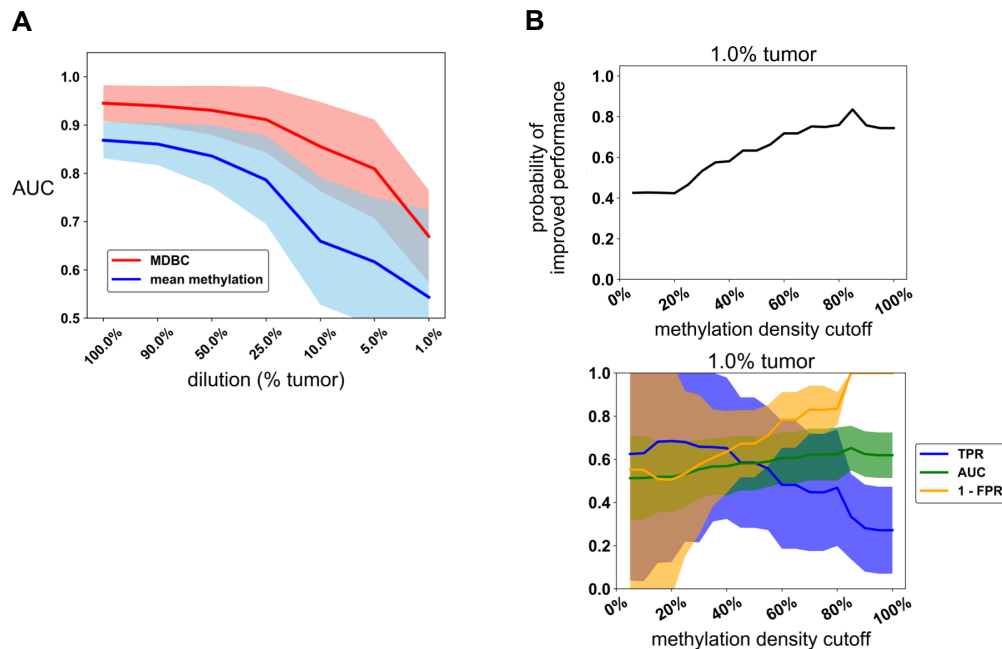 A
1.0
0.9
0.8
0.7
0.6
0.5
AUC
MDBC
mean methylation
100.0%
90.0%
50.0%
25.0%
10.0%
5.0%
1.0%
dilution (% tumor)
B
1.0% tumor
probability of
improved performance
1.0
0.8
0.6
0.4
0.2
0.0
0%
20%
40%
60%
80%
100%
methylation density cutoff
1.0% tumor
1.0
0.8
0.6
0.4
0.2
0.0
0%
20%
40%
60%
80%
100%
methylation density cutoff
TPR
AUC
1 - FPR